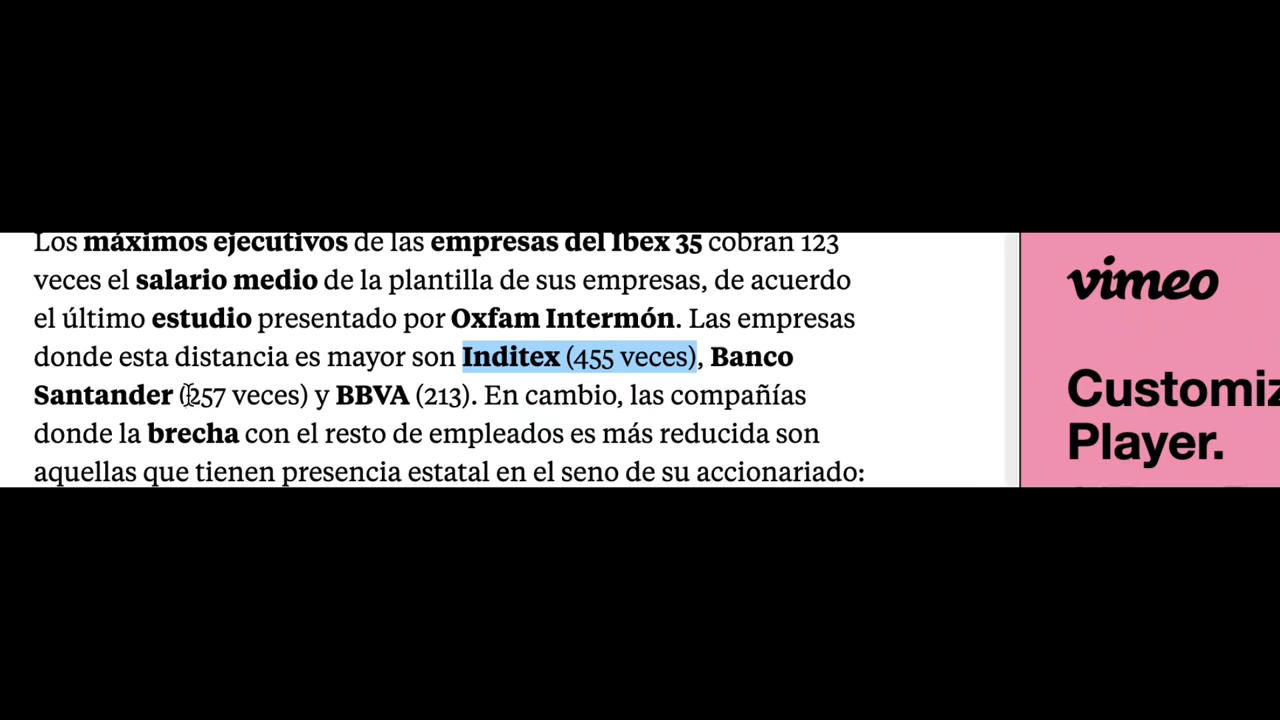 Los máximos ejecutivos de las empresas del Ibex 35 cobran 123
veces el salario medio de la plantilla de sus empresas, de acuerdo
el último estudio presentado por Oxfam Intermón. Las empresas
donde esta distancia es mayor son Inditex (455 veces), Banco
Santander (257 veces) y BBVA (213). En cambio, las compañías
donde la brecha con el resto de empleados es más reducida son
aquellas que tienen presencia estatal en el seno de su accionariado:
vimeo
Customiz
Player.